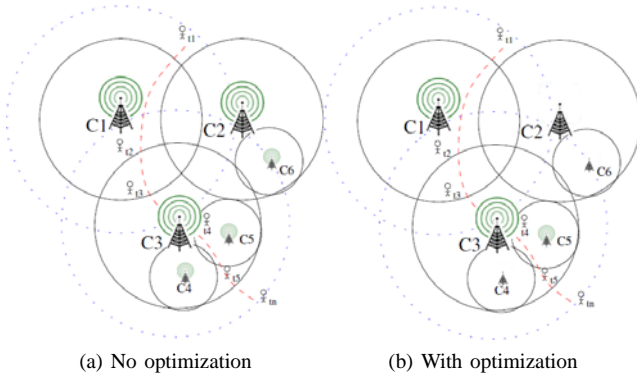 t1
C1
t2
C2
C6
t3
t4
C3
C5
C4
t5
tn
(a) No optimization
t1
C1
t2
C2
C6
t3
t4
C3
C5
C4
t5
tn
(b) With optimization